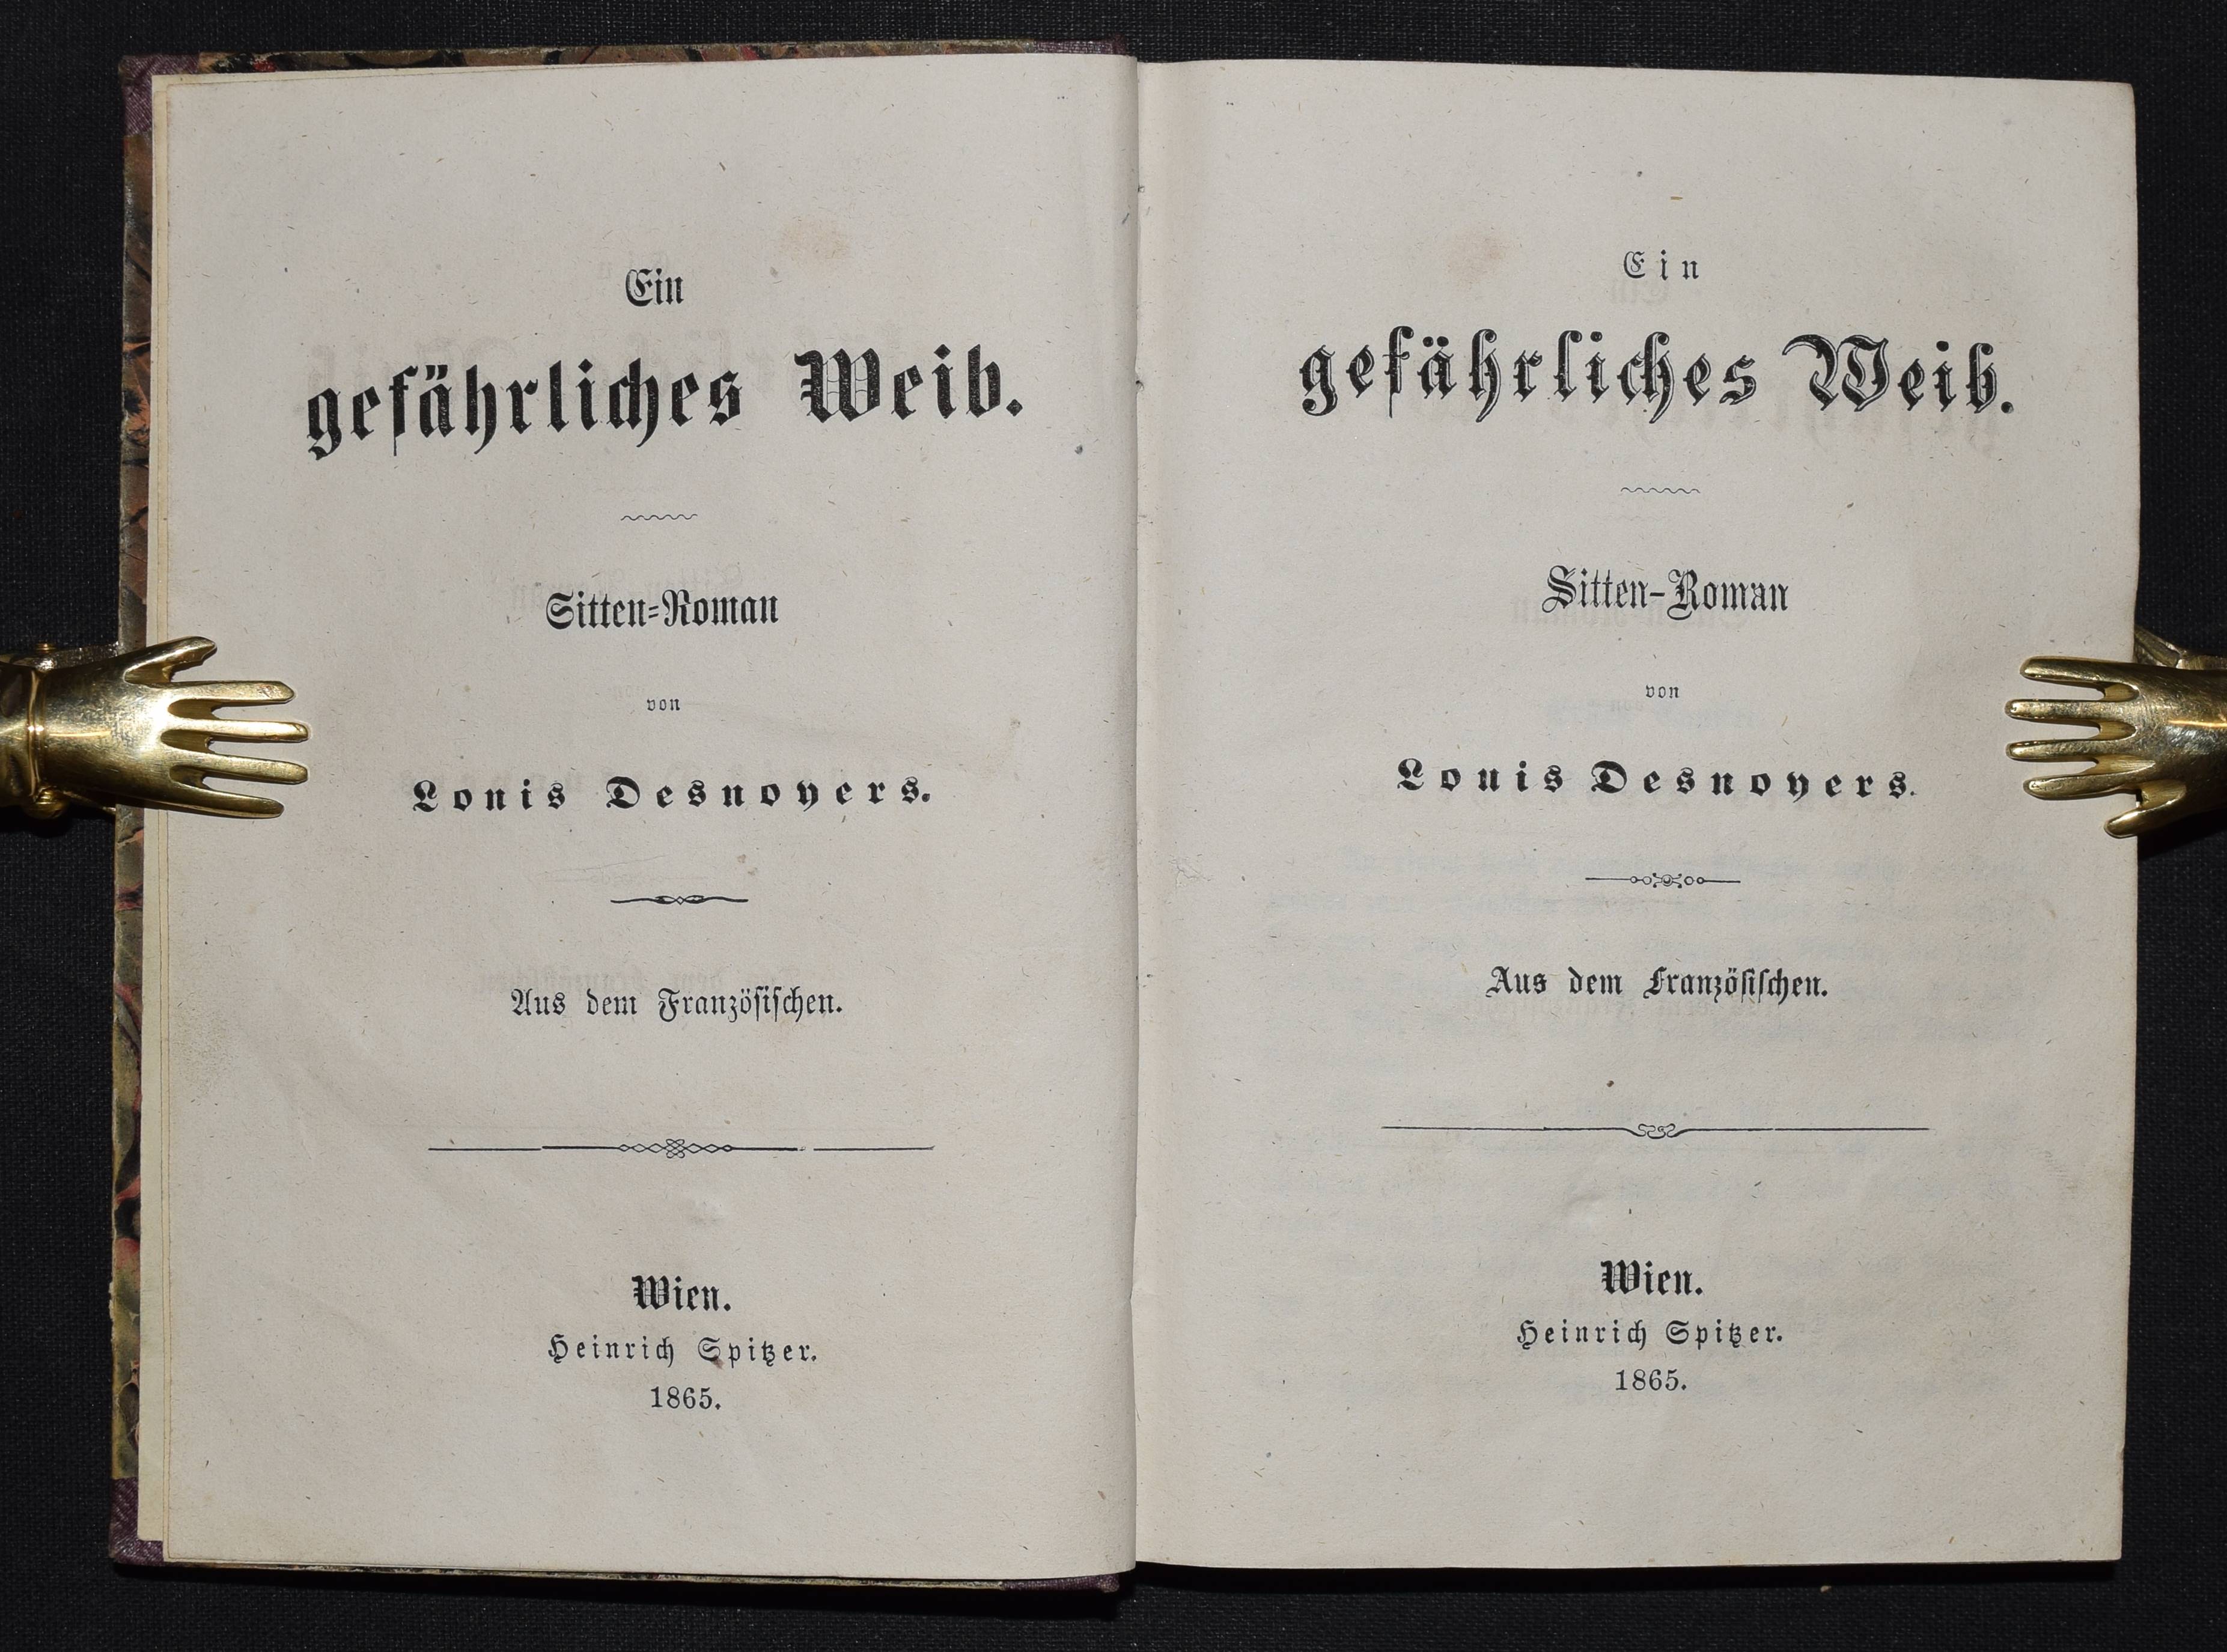 Ein
gefährliches Weib.
Sitten-Roman
von
Louis Desnoyers.
Aus dem Französischen.
Wien.
Heinrich Spitzer.
1865.
Ein
gefährliches Weib.
Sitten-Roman
von
Louis Desnoyers.
Aus dem Französischen.
Wien.
Heinrich Spitzer.
1865.